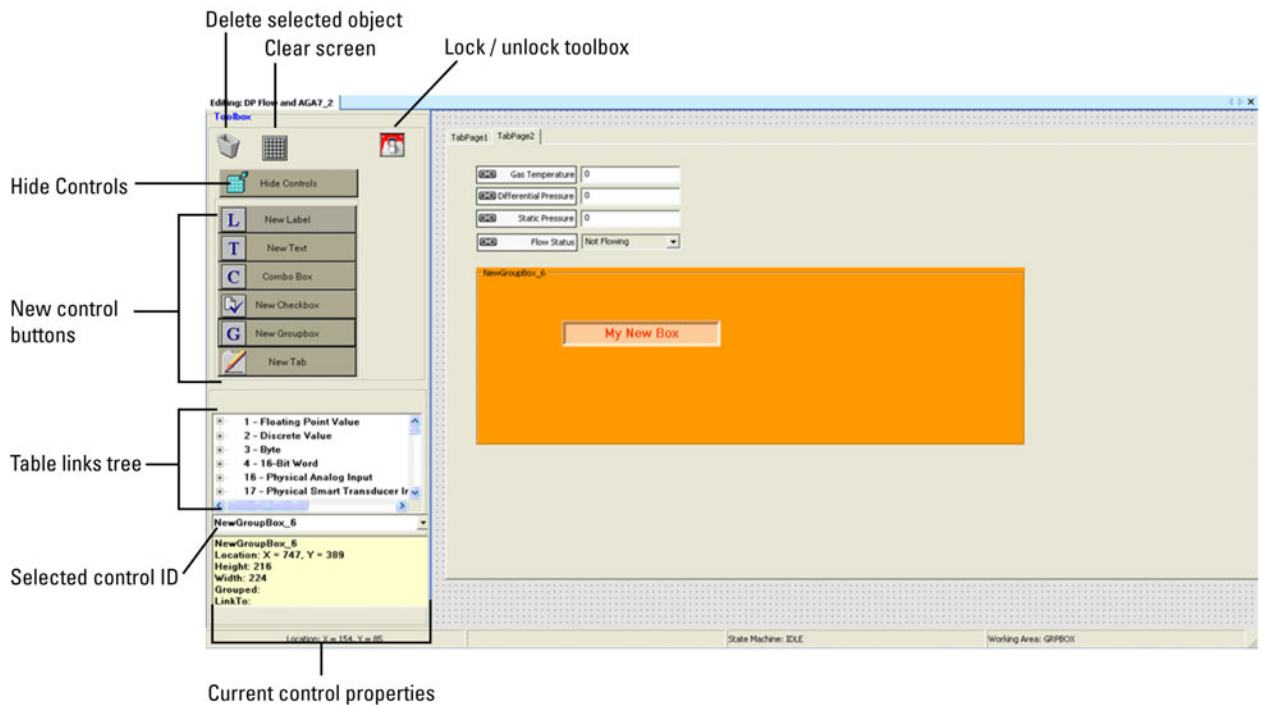 Delete selected object
Clear screen
Lock / unlock toolbox
Editing: DP Flow and AGA7_2
Toolbox
TabPage1 TabPage2
Hide Controls
Hide Controls
Gas Temperature 0
Differential Pressure 0
Static Pressure 0
Flow Status Not Flowing
New control
buttons
L New Label
T New Text
C Combo Box
New Checkbox
G New Groupbox
New Tab
NewGroupBox_6
My New Box
Table links tree
1 - Floating Point Value
2 - Discrete Value
3 - Byte
4 - 16-Bit Word
16 - Physical Analog Input
17 - Physical Smart Transducer Ir
NewGroupBox_6
Selected control ID
NewGroupBox_6
Location: X = 747, Y = 389
Height: 216
Width: 224
Grouped:
LinkTo:
Location: X = 154, Y = 85
State Machine: IDLE
Working Area: GRPBOX
Current control properties